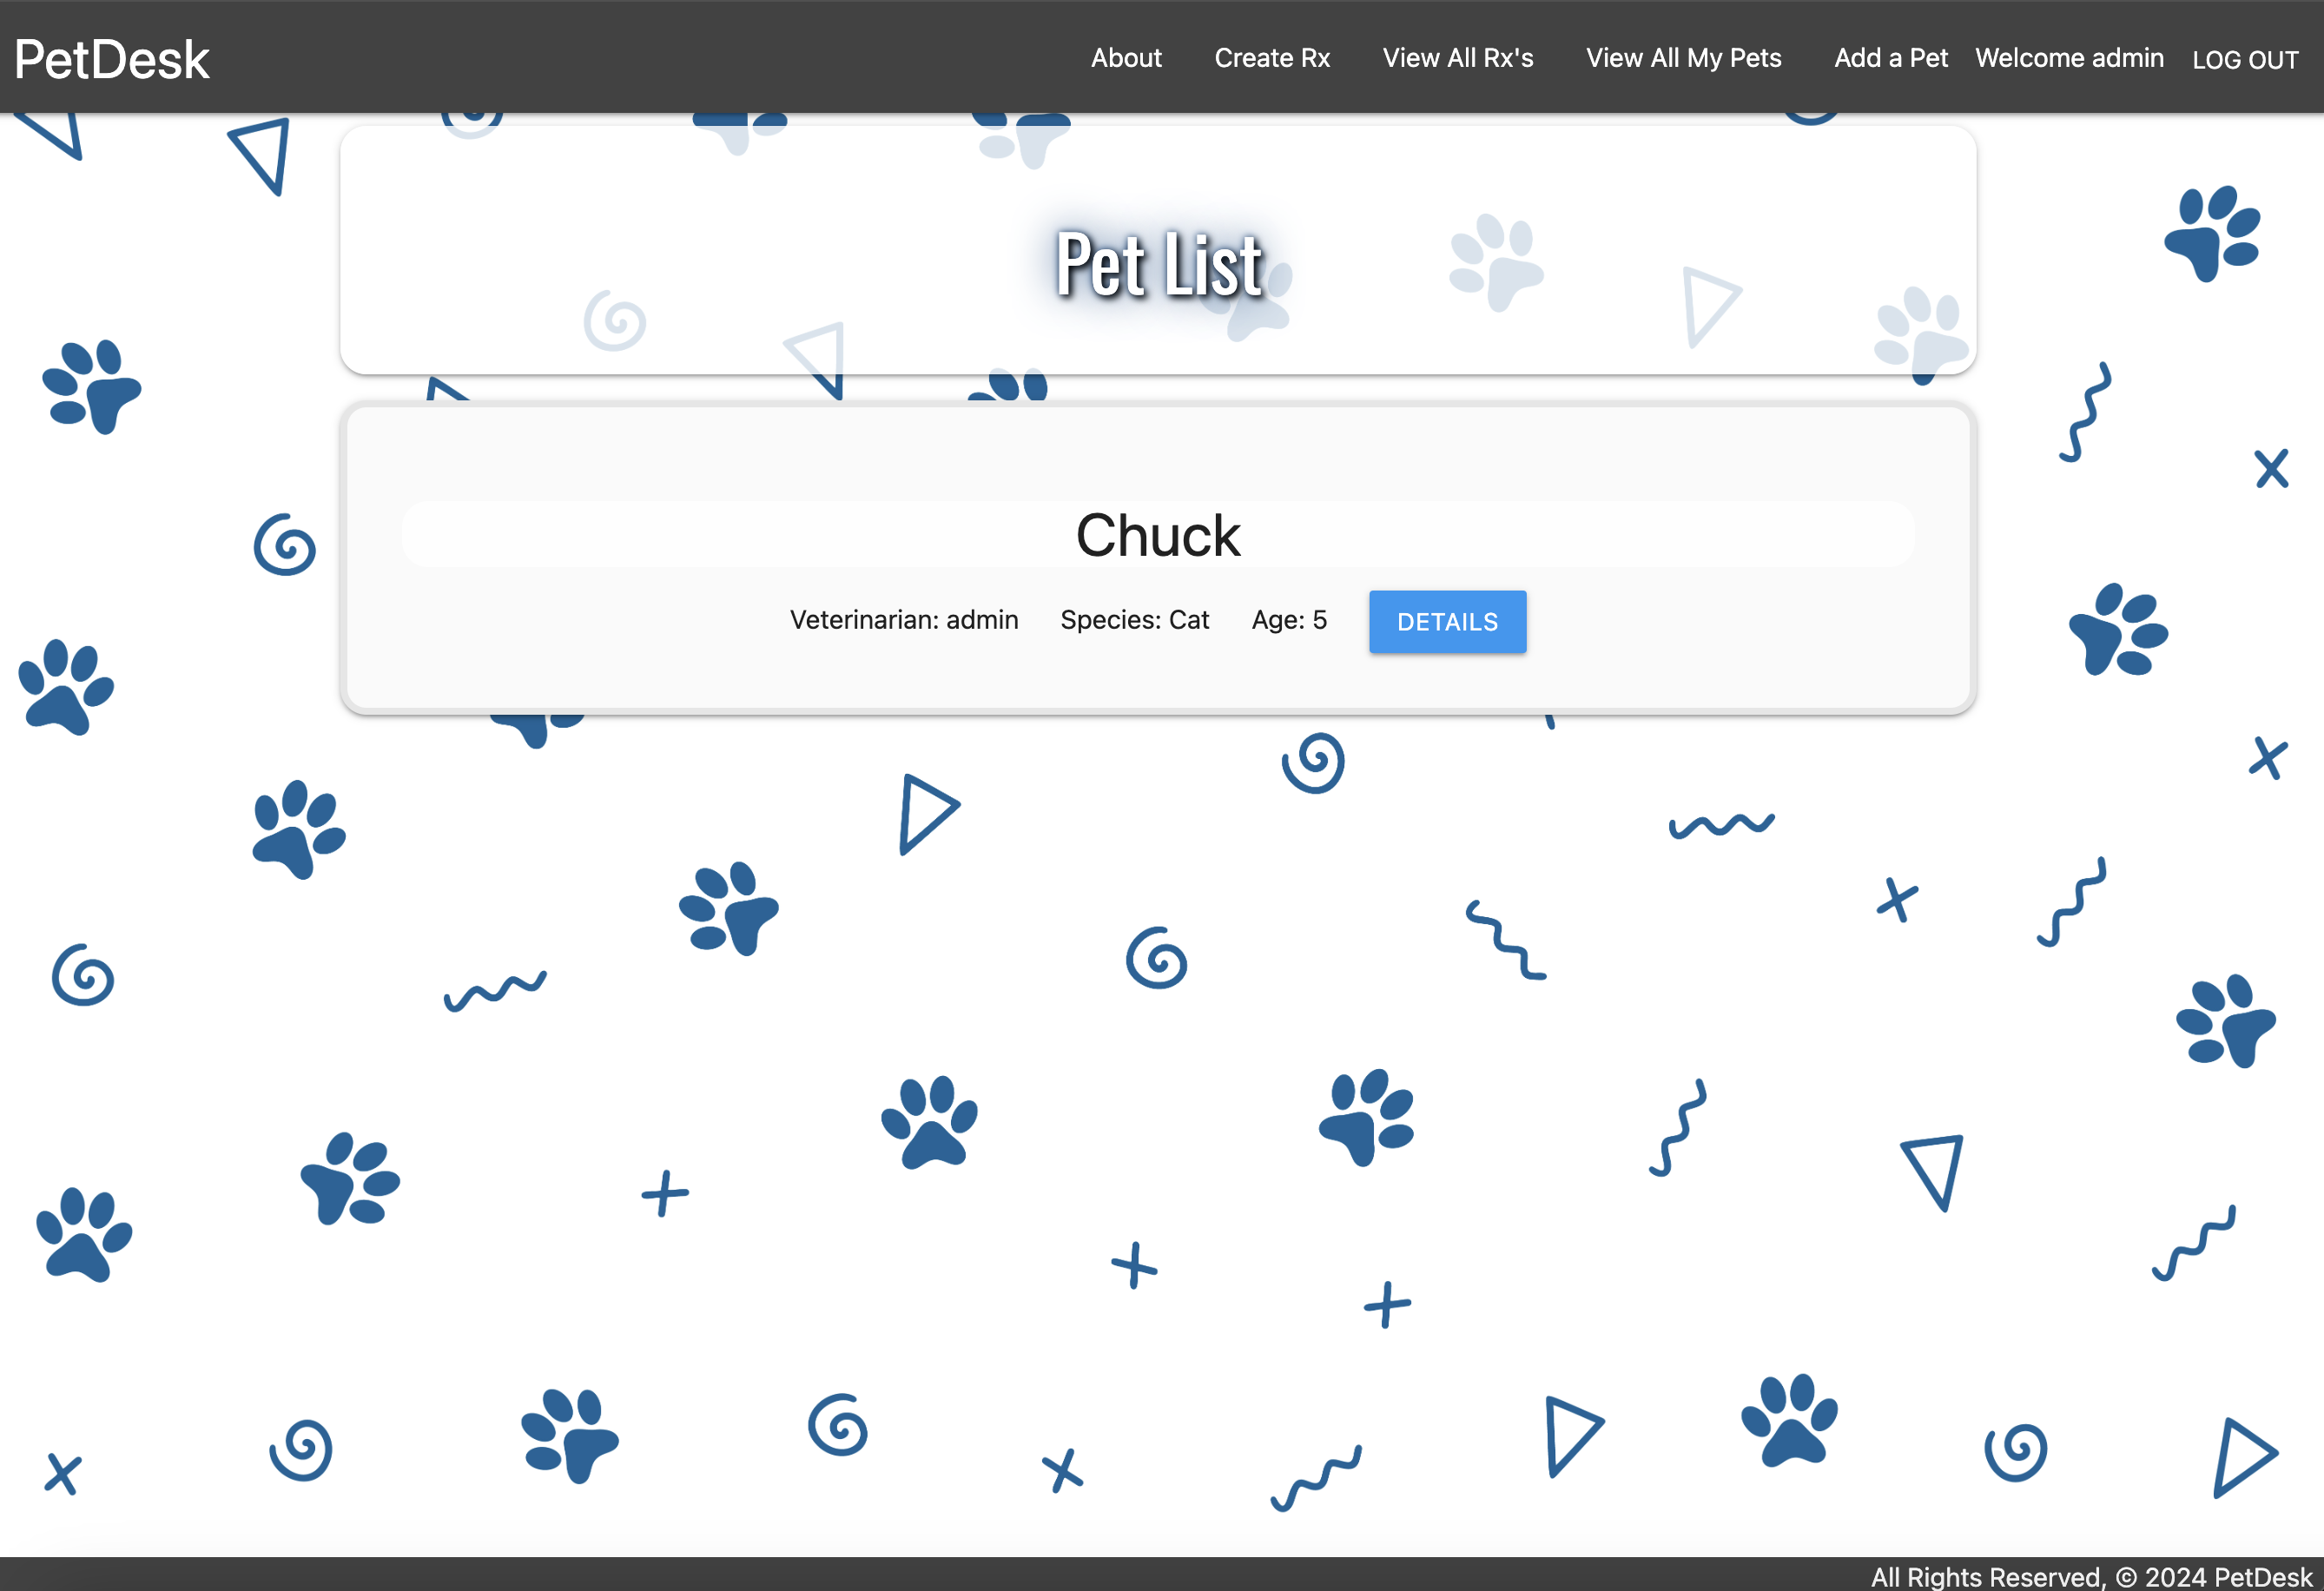 PetDesk
About Create Rx View All Rx's View All My Pets Add a Pet Welcome admin LOG OUT
Pet List
Chuck
Veterinarian: admin Species: Cat Age: 5 DETAILS
All Rights Reserved, © 2024 PetDesk